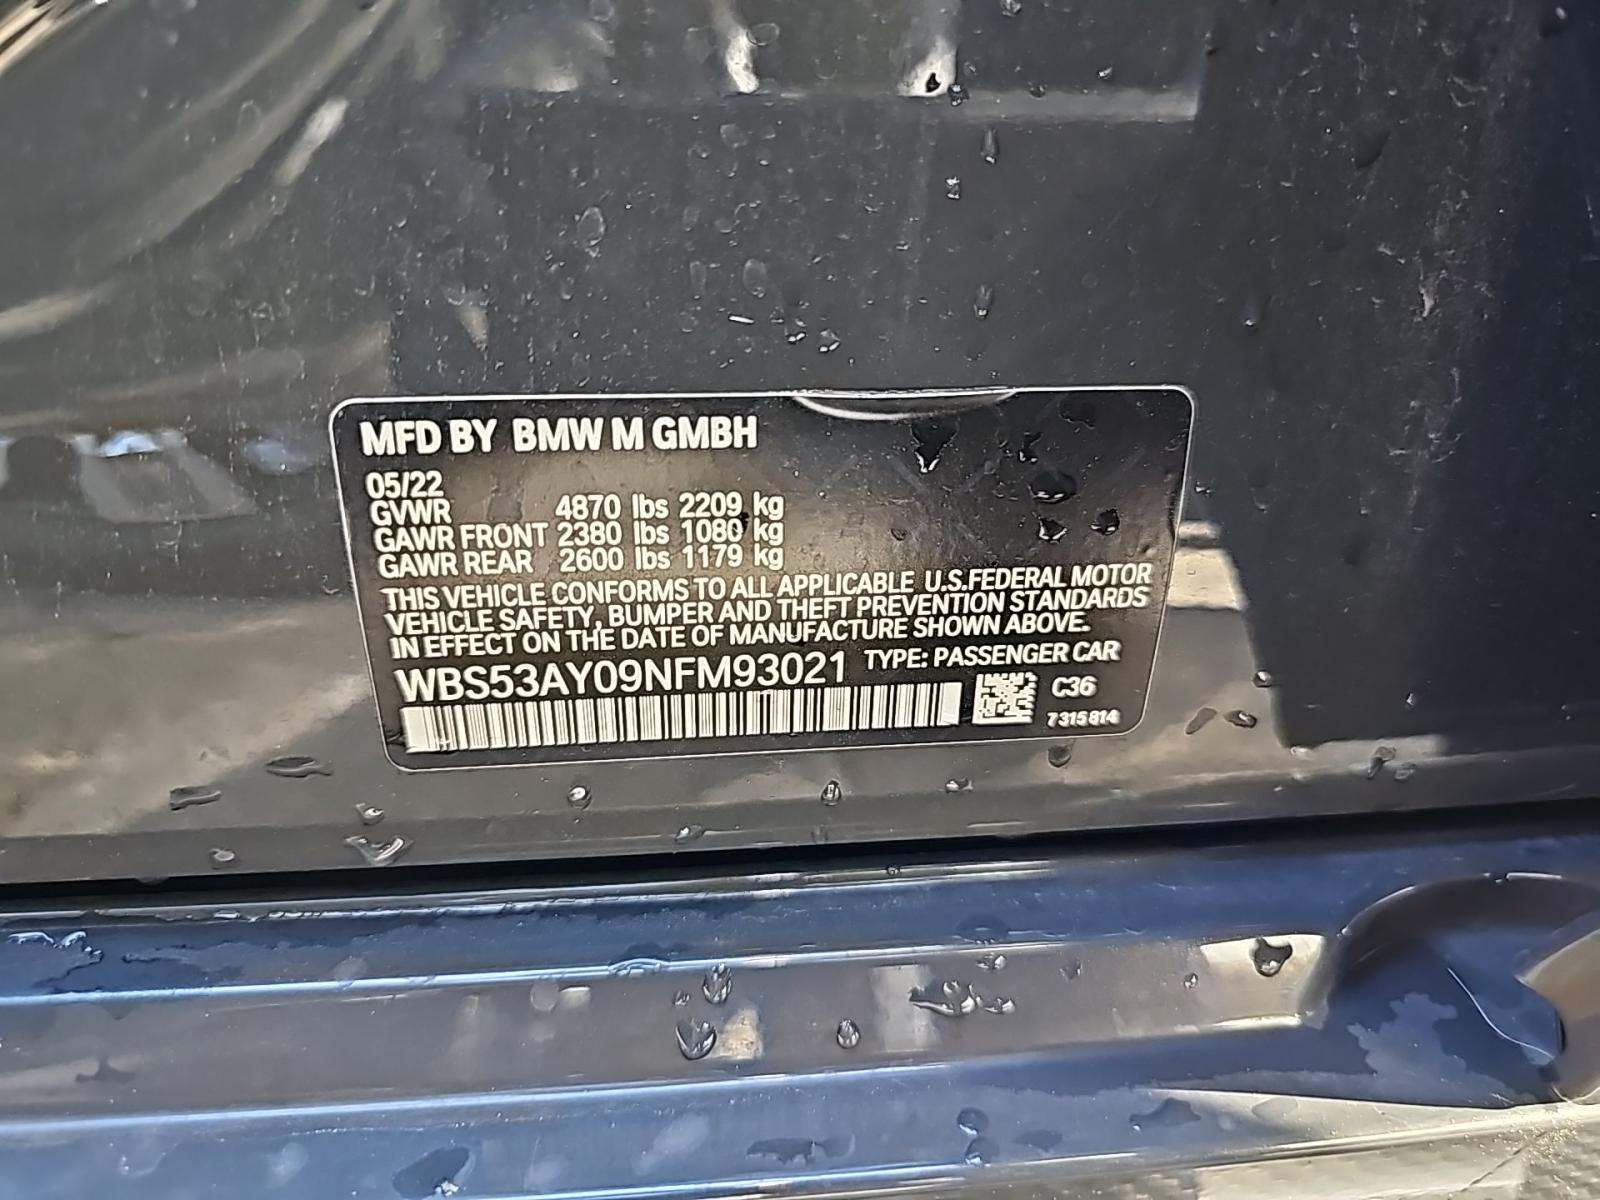 MFD BY BMW M GMBH
05/22
GVWR 4870 lbs 2209 kg
GAWR FRONT 2380 lbs 1080 kg
GAWR REAR 2600 lbs 1179 kg
THIS VEHICLE CONFORMS TO ALL APPLICABLE U.S.FEDERAL MOTOR
VEHICLE SAFETY, BUMPER AND THEFT PREVENTION STANDARDS
IN EFFECT ON THE DATE OF MANUFACTURE SHOWN ABOVE.
WBS53AY09NFM93021 TYPE: PASSENGER CAR
C36
7315814